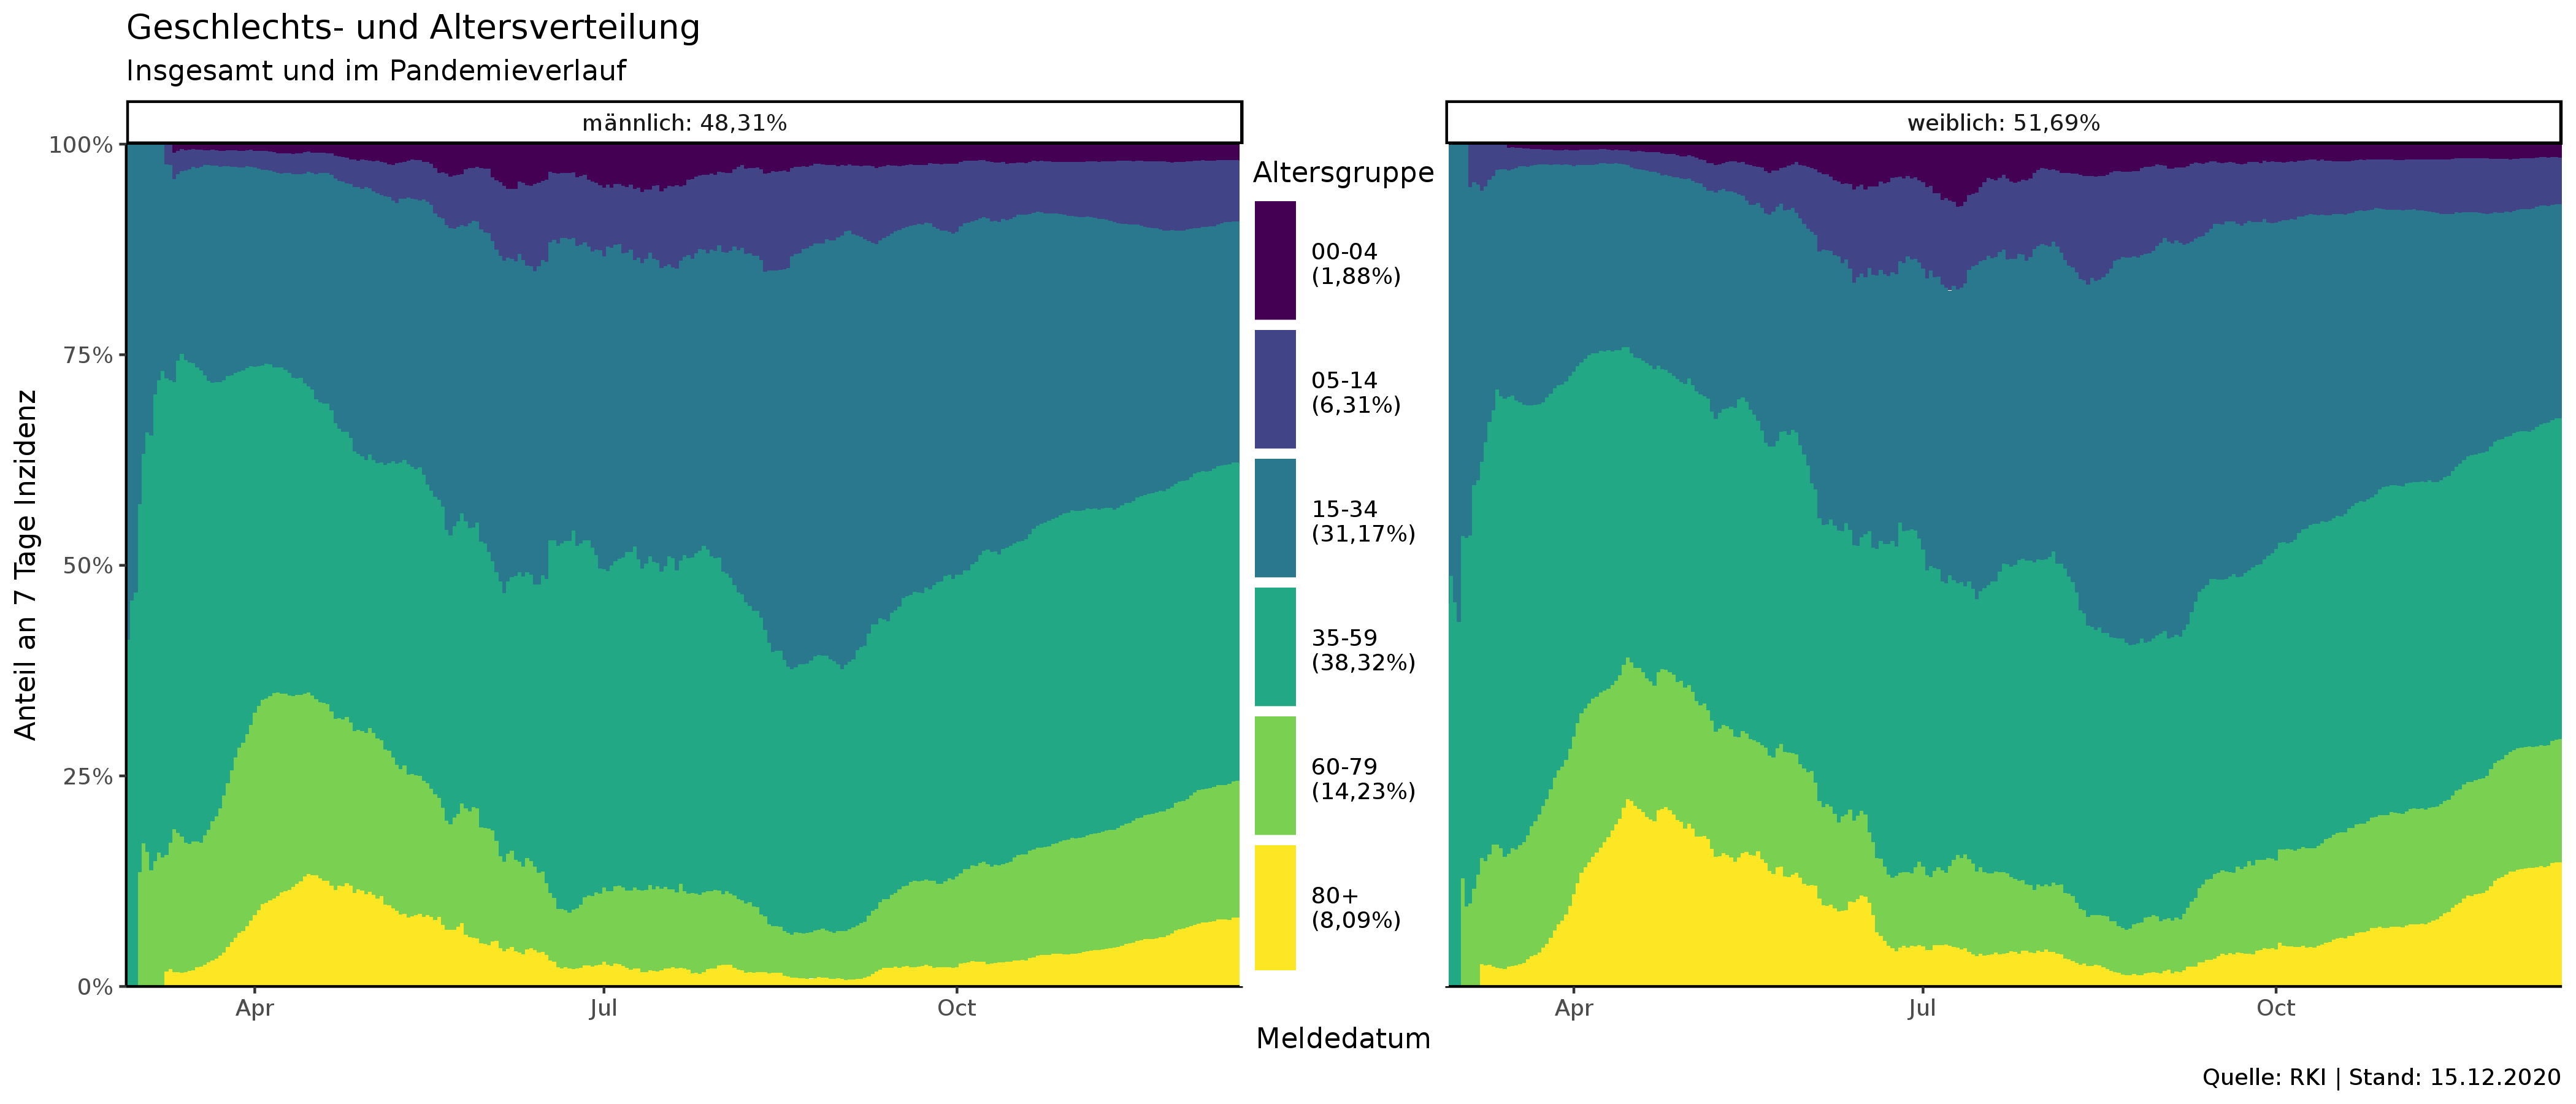 Geschlechts- und Altersverteilung
Insgesamt und im Pandemieverlauf
männlich: 48,31%
weiblich: 51,69%
Anteil an 7 Tage Inzidenz
100%
75%
50%
25%
0%
Apr
Jul
Oct
Altersgruppe
00-04
(1,88%)
05-14
(6,31%)
15-34
(31,17%)
35-59
(38,32%)
60-79
(14,23%)
80+
(8,09%)
Apr
Jul
Oct
Meldedatum
Quelle: RKI | Stand: 15.12.2020